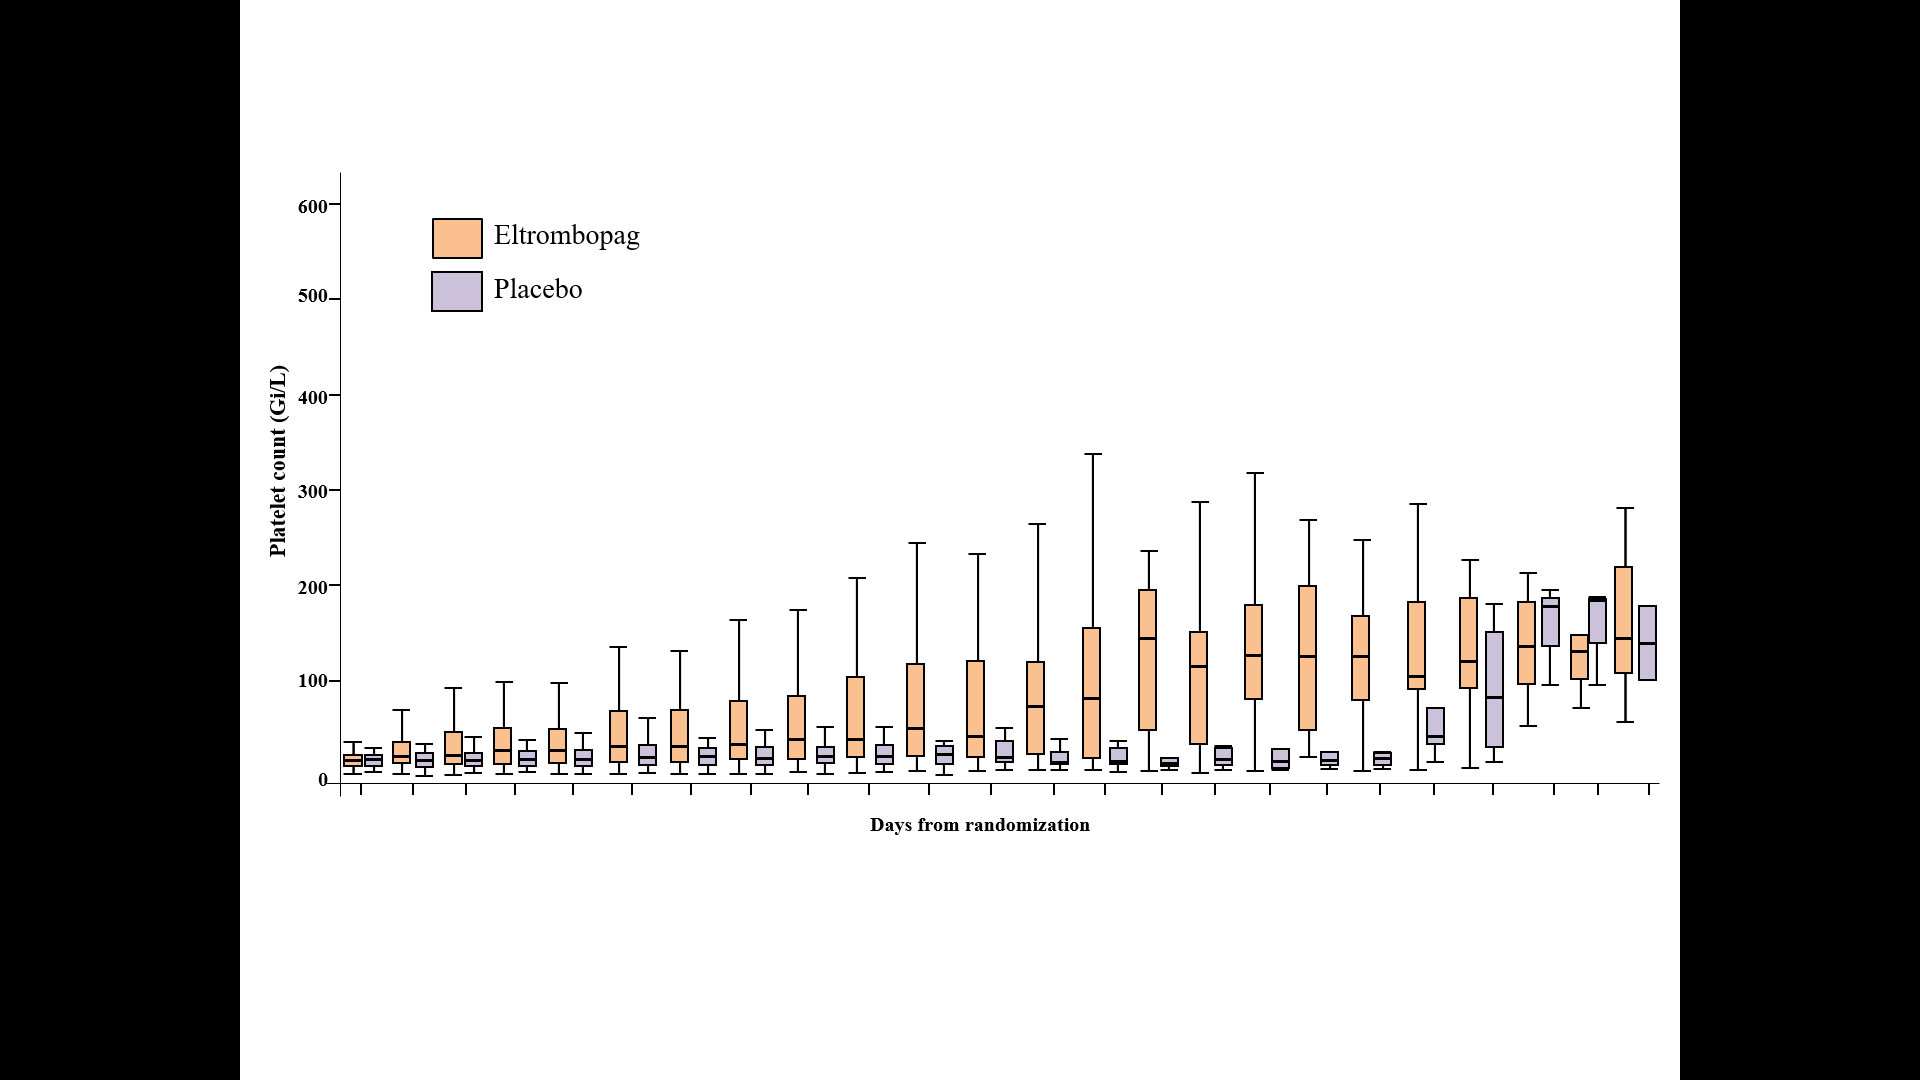 600
500
400
300
200
100
0
Eltrombopag
Placebo
Platelet count (Gi/L)
Days from randomization